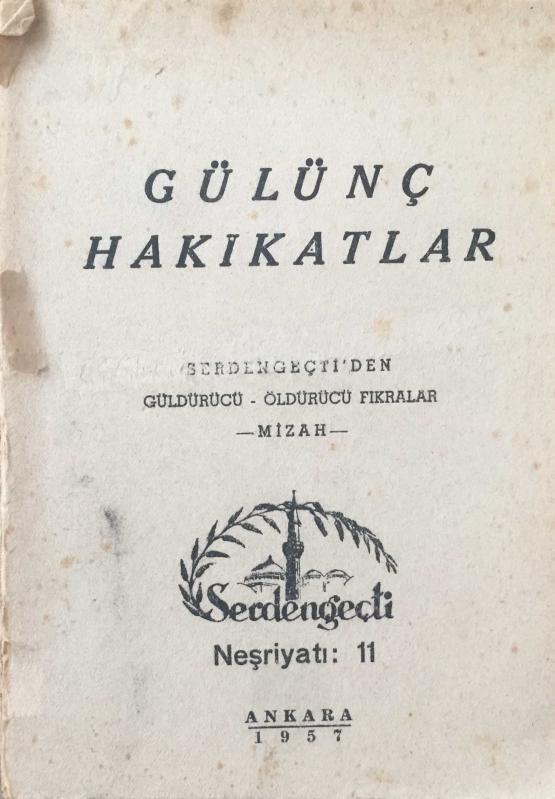 GÜLÜNÇ
HAKIKATLAR
SERDENGEÇTİ'DEN
GÜLDÜRÜCÜ - ÖLDÜRÜCÜ FIKRALAR
—MİZAH—
Serdengeçti
Neşriyatı: 11
ANKARA
1957